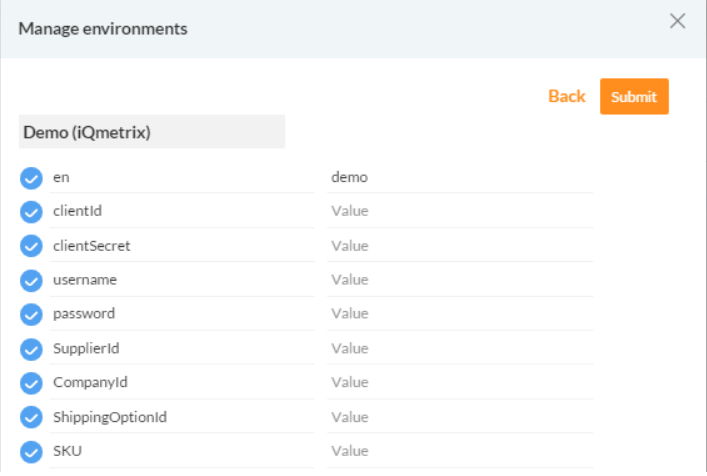 Manage environments
Back Submit
Demo (iQmetrix)
en demo
clientId Value
clientSecret Value
username Value
password Value
SupplierId Value
CompanyId Value
ShippingOptionId Value
SKU Value